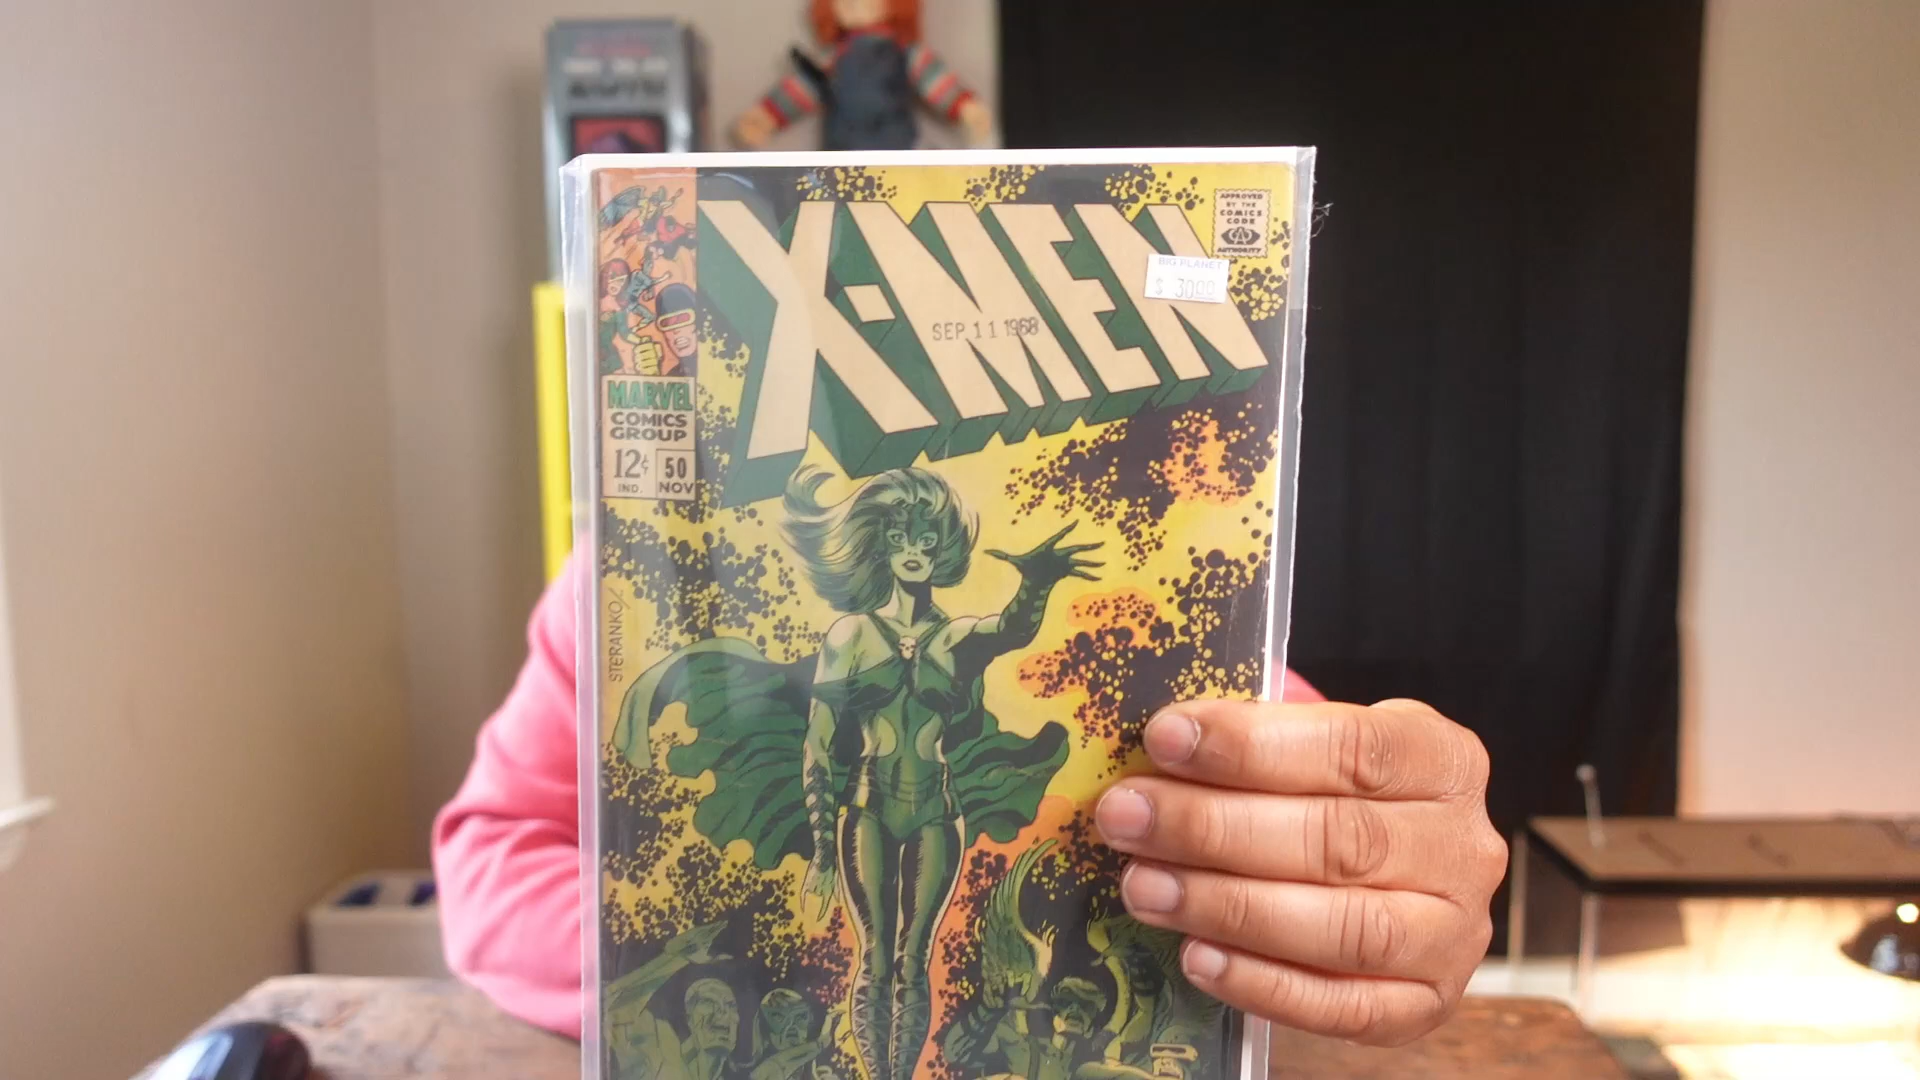 X-MEN
APPROVED
BY THE
COMICS
CODE
AUTHORITY
BIG PLANET
$ 30.00
SEP 11 1968
MARVEL
COMICS
GROUP
12¢
IND.
50
NOV
STERANKO